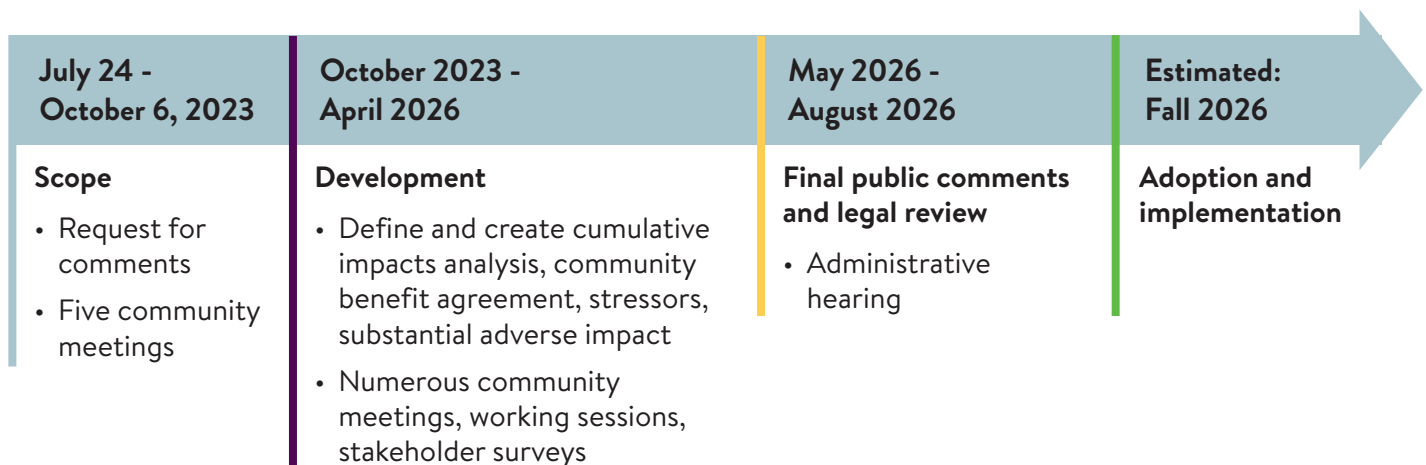 July 24 -
October 6, 2023
Scope
• Request for
comments
• Five community
meetings
October 2023 -
April 2026
Development
• Define and create cumulative
impacts analysis, community
benefit agreement, stressors,
substantial adverse impact
• Numerous community
meetings, working sessions,
stakeholder surveys
May 2026 -
August 2026
Final public comments
and legal review
• Administrative
hearing
Estimated:
Fall 2026
Adoption and
implementation